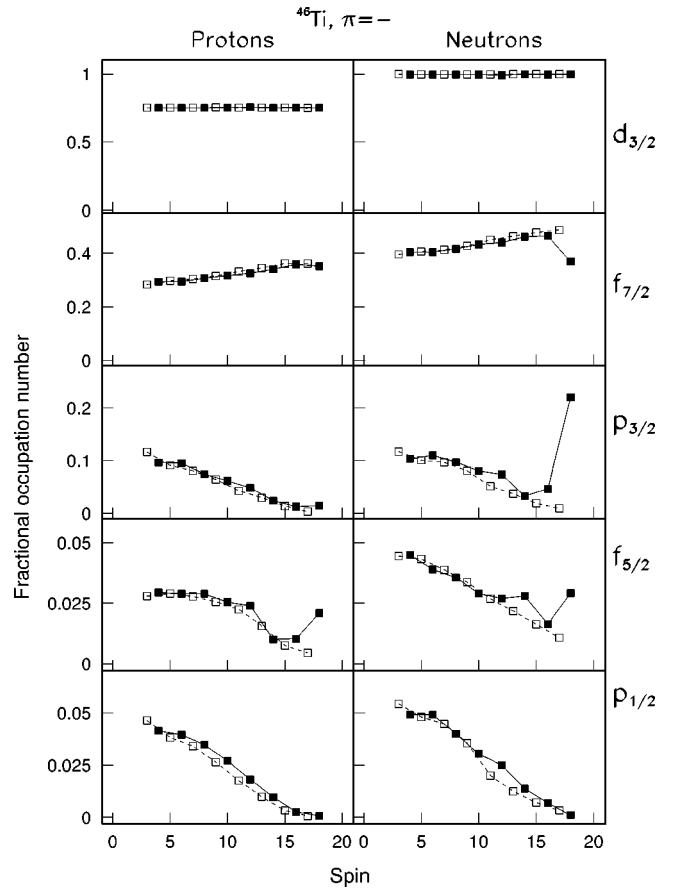 ⁴⁶Ti, π=−
Protons Neutrons
1
0.5
0
d3/2
0.4
0.2
0
f7/2
0.2
0.1
0
p3/2
0.05
0.025
0
f5/2
0.05
0.025
0
p1/2
Fractional occupation number
0 5 10 15 20 0 5 10 15 20
Spin